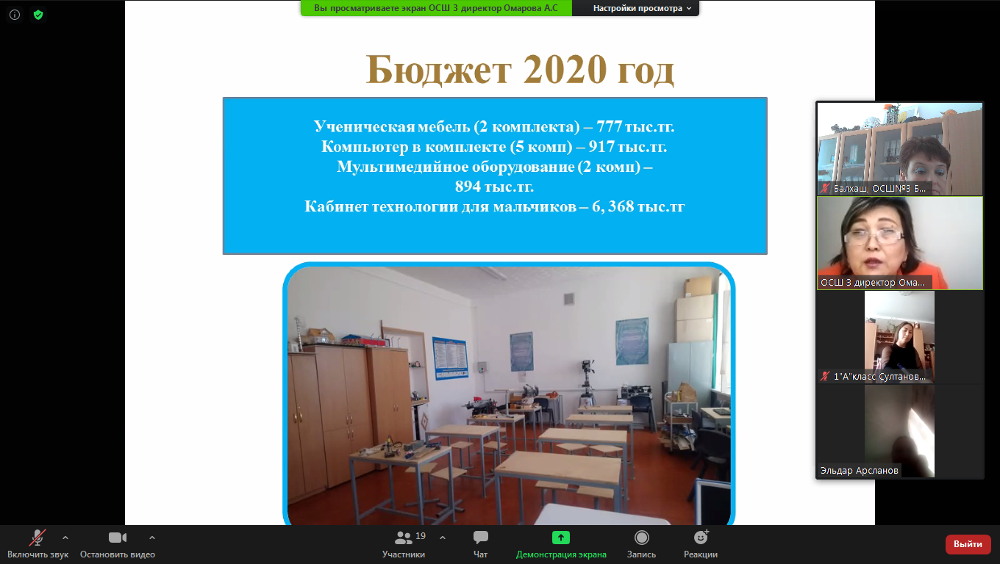 Вы просматриваете экран ОСШ 3 директор Омарова А.С
Настройки просмотра
Бюджет 2020 год
Ученическая мебель (2 комплекта) – 777 тыс.тг.
Компьютер в комплекте (5 комп) – 917 тыс.тг.
Мультимедийное оборудование (2 комп) –
894 тыс.тг.
Кабинет технологии для мальчиков – 6, 368 тыс.тг
Балхаш, ОСШ№3 Б...
ОСШ 3 директор Ома...
1"А"класс Султанов...
Эльдар Арсланов
Включить звук
Остановить видео
Участники
19
Чат
Демонстрация экрана
Запись
Реакции
Выйти